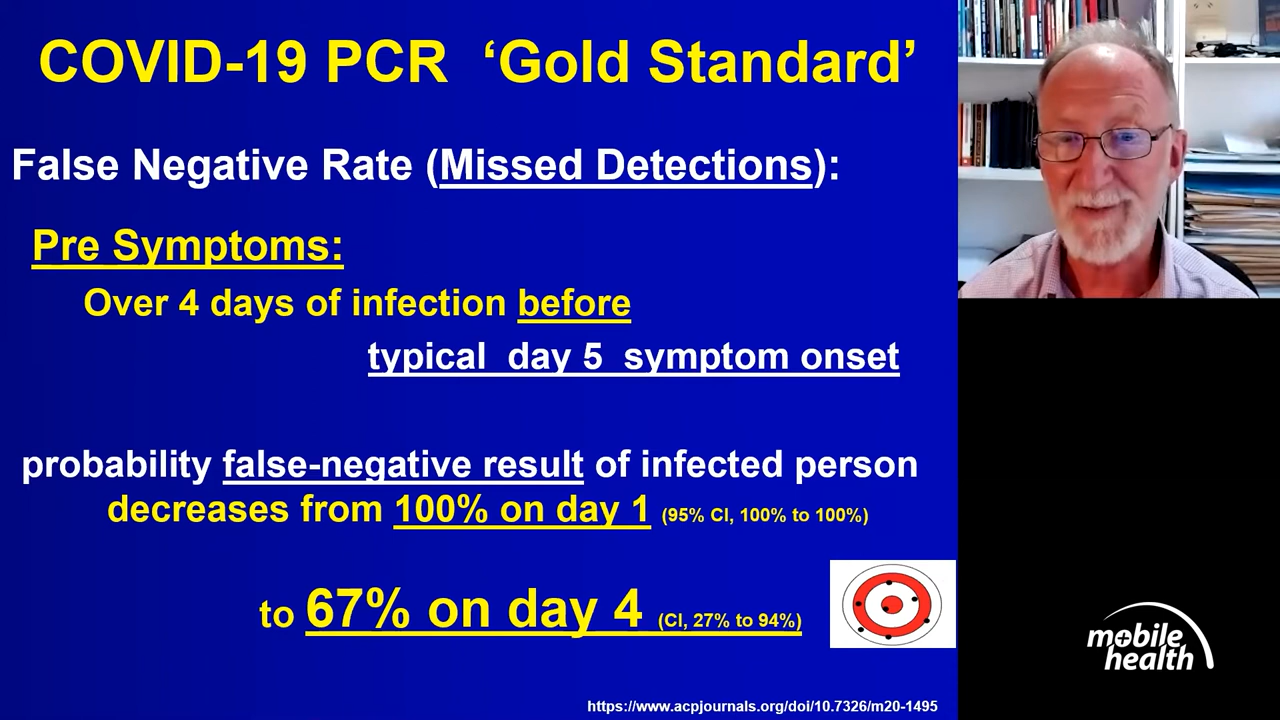 COVID-19 PCR ‘Gold Standard’
False Negative Rate (Missed Detections):
Pre Symptoms:
Over 4 days of infection before
typical day 5 symptom onset
probability false-negative result of infected person
decreases from 100% on day 1 (95% CI, 100% to 100%)
to 67% on day 4 (CI, 27% to 94%)
https://www.acpjournals.org/doi/10.7326/m20-1495
mobile
health